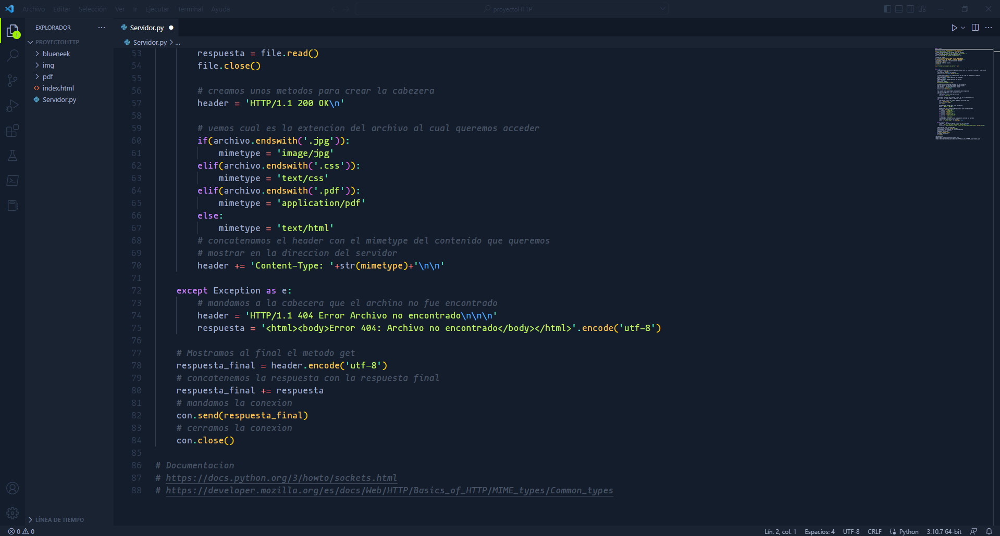 Archivo Editar Selección Ver Ir Ejecutar Terminal Ayuda
proyectoHTTP
EXPLORADOR
1
PROYECTOHTTP
blueneek
img
pdf
index.html
Servidor.py
LÍNEA DE TIEMPO
Servidor.py
Servidor.py > ...
53 respuesta = file.read()
54 file.close()
55
56 # creamos unos metodos para crear la cabezera
57 header = 'HTTP/1.1 200 OK\n'
58
59 # vemos cual es la extencion del archivo al cual queremos acceder
60 if(archivo.endswith('.jpg')):
61 mimetype = 'image/jpg'
62 elif(archivo.endswith('.css')):
63 mimetype = 'text/css'
64 elif(archivo.endswith('.pdf')):
65 mimetype = 'application/pdf'
66 else:
67 mimetype = 'text/html'
68 # concatenamos el header con el mimetype del contenido que queremos
69 # mostrar en la direccion del servidor
70 header += 'Content-Type: '+str(mimetype)+'\n\n'
71
72 except Exception as e:
73 # mandamos a la cabecera que el archino no fue encontrado
74 header = 'HTTP/1.1 404 Error Archivo no encontrado\n\n\n'
75 respuesta = '<html><body>Error 404: Archivo no encontrado</body></html>'.encode('utf-8')
76
77 # Mostramos al final el metodo get
78 respuesta_final = header.encode('utf-8')
79 # concatenemos la respuesta con la respuesta final
80 respuesta_final += respuesta
81 # mandamos la conexion
82 con.send(respuesta_final)
83 # cerramos la conexion
84 con.close()
85
86 # Documentacion
87 # https://docs.python.org/3/howto/sockets.html
88 # https://developer.mozilla.org/es/docs/Web/HTTP/Basics_of_HTTP/MIME_types/Common_types
0 0 Lín. 2, col. 1 Espacios: 4 UTF-8 CRLF Python 3.10.7 64-bit